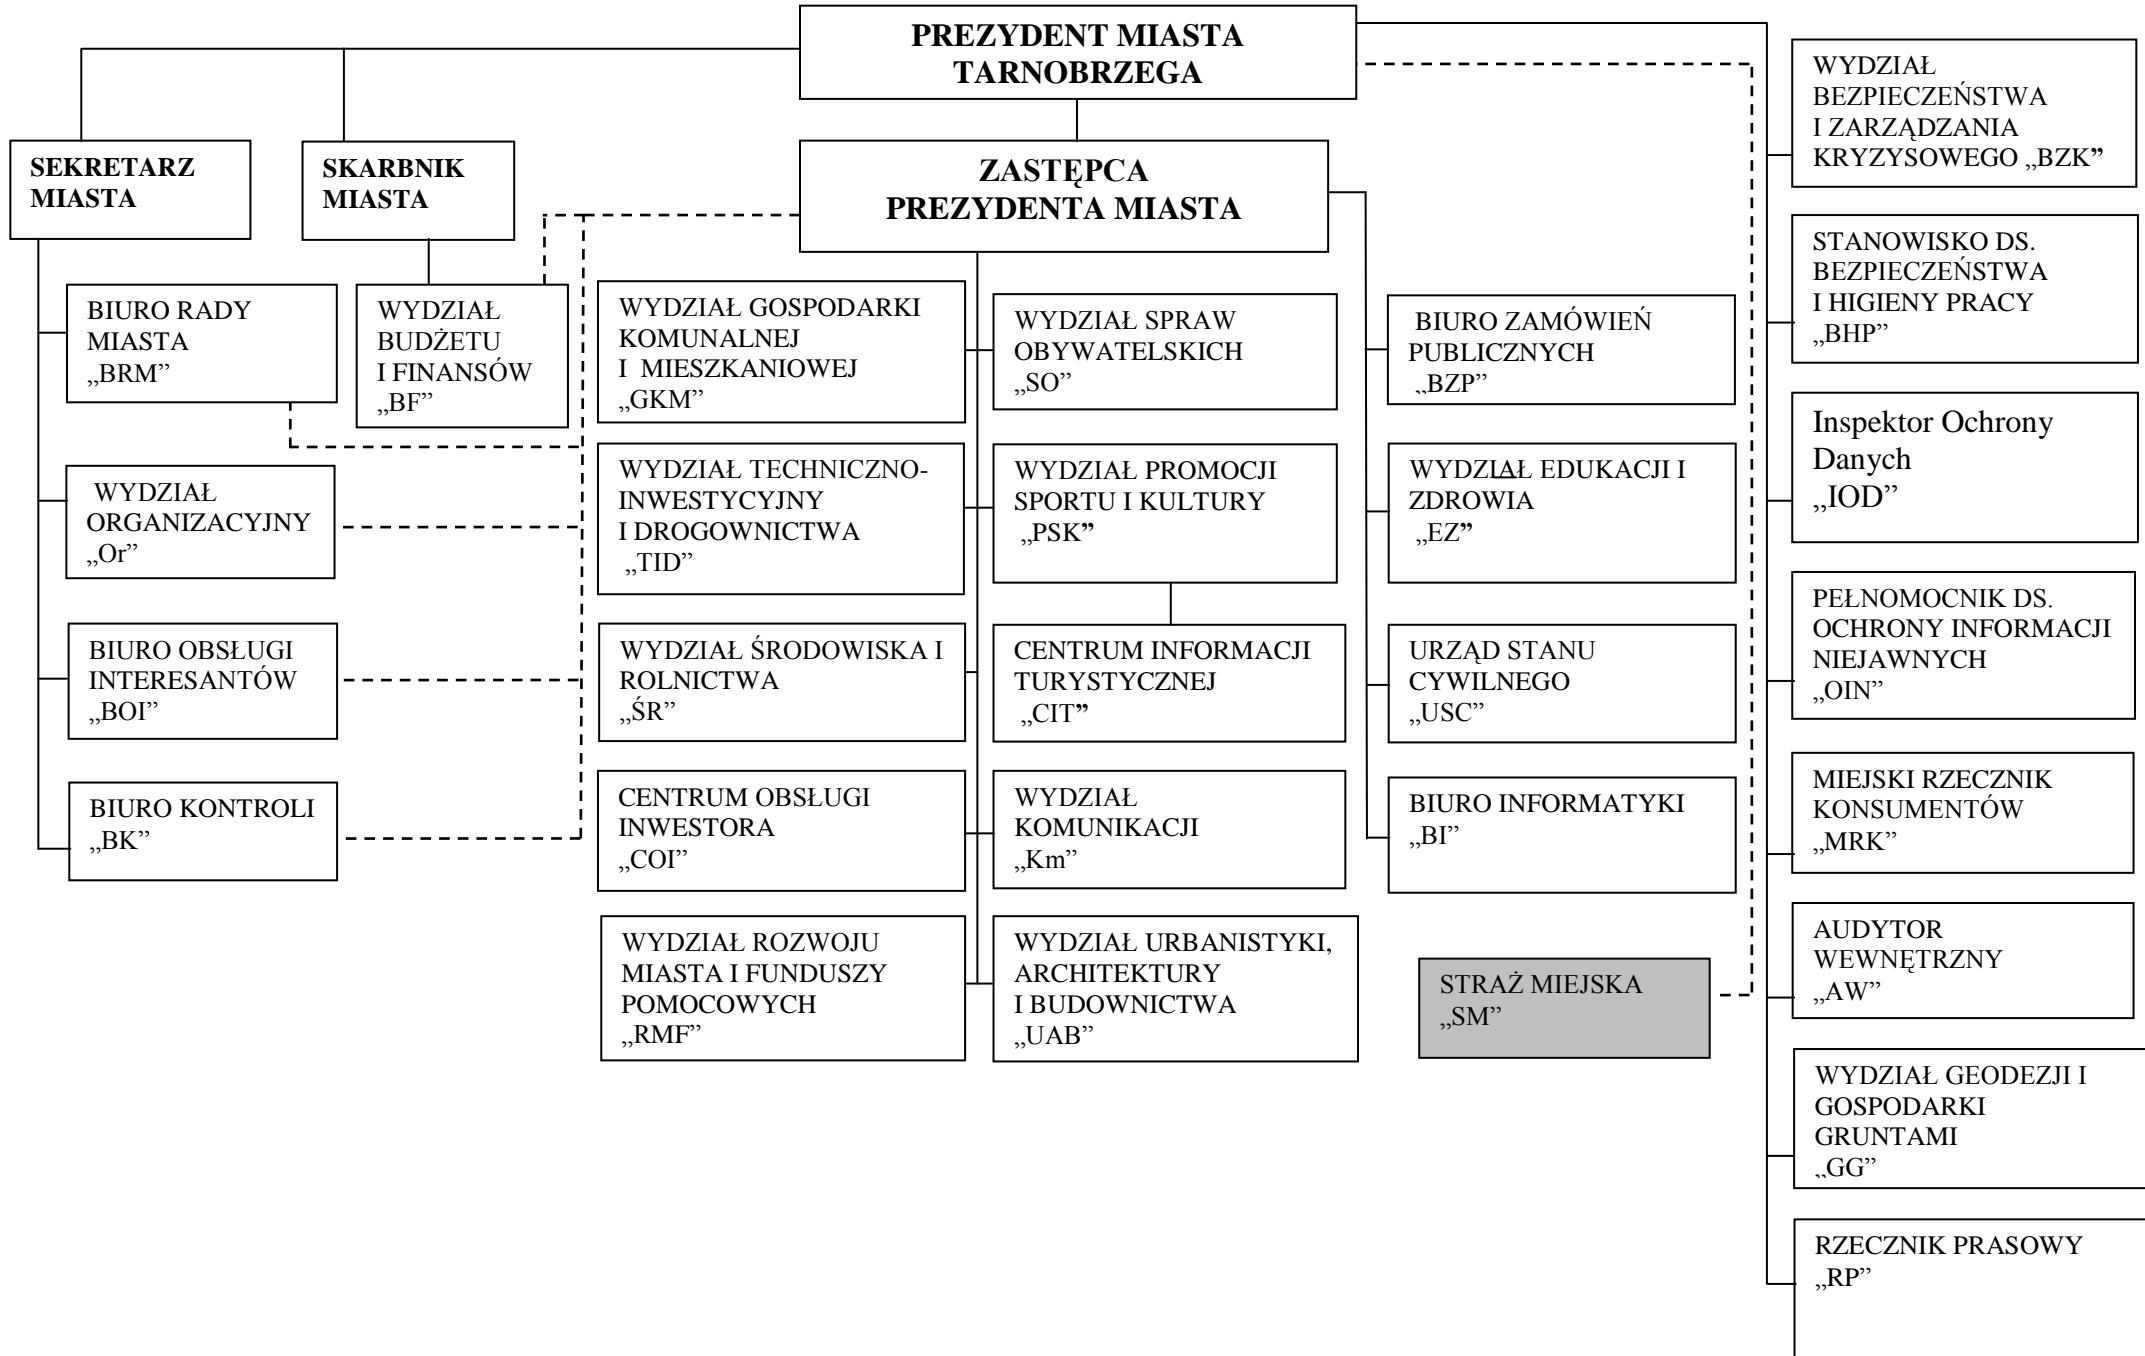 PREZYDENT MIASTA
TARNOBRZEGA
SEKRETARZ
MIASTA
SKARBNIK
MIASTA
ZASTĘPCA
PREZYDENTA MIASTA
BIURO RADY
MIASTA
„BRM”
WYDZIAŁ
ORGANIZACYJNY
„Or”
BIURO OBSŁUGI
INTERESANTÓW
„BOI”
BIURO KONTROLI
„BK”
WYDZIAŁ
BUDŻETU
I FINANSÓW
„BF”
WYDZIAŁ GOSPODARKI
KOMUNALNEJ
I MIESZKANIOWEJ
„GKM”
WYDZIAŁ TECHNICZNO-
INWESTYCYJNY
I DROGOWNICTWA
„TID”
WYDZIAŁ ŚRODOWISKA I
ROLNICTWA
„ŚR”
CENTRUM OBSŁUGI
INWESTORA
„COI”
WYDZIAŁ ROZWOJU
MIASTA I FUNDUSZY
POMOCOWYCH
„RMF”
WYDZIAŁ SPRAW
OBYWATELSKICH
„SO”
WYDZIAŁ PROMOCJI
SPORTU I KULTURY
„PSK”
CENTRUM INFORMACJI
TURYSTYCZNEJ
„CIT”
WYDZIAŁ
KOMUNIKACJI
„Km”
WYDZIAŁ URBANISTYKI,
ARCHITEKTURY
I BUDOWNICTWA
„UAB”
BIURO ZAMÓWIEŃ
PUBLICZNYCH
„BZP”
WYDZIAŁ EDUKACJI I
ZDROWIA
„EZ”
URZĄD STANU
CYWILNEGO
„USC”
BIURO INFORMATYKI
„BI”
STRAŻ MIEJSKA
„SM”
WYDZIAŁ
BEZPIECZEŃSTWA
I ZARZĄDZANIA
KRYZYSOWEGO „BZK”
STANOWISKO DS.
BEZPIECZEŃSTWA
I HIGIENY PRACY
„BHP”
Inspektor Ochrony
Danych
„IOD”
PEŁNOMOCNIK DS.
OCHRONY INFORMACJI
NIEJAWNYCH
„OIN”
MIEJSKI RZECZNIK
KONSUMENTÓW
„MRK”
AUDYTOR
WEWNĘTRZNY
„AW”
WYDZIAŁ GEODEZJI I
GOSPODARKI
GRUNTAMI
„GG”
RZECZNIK PRASOWY
„RP”